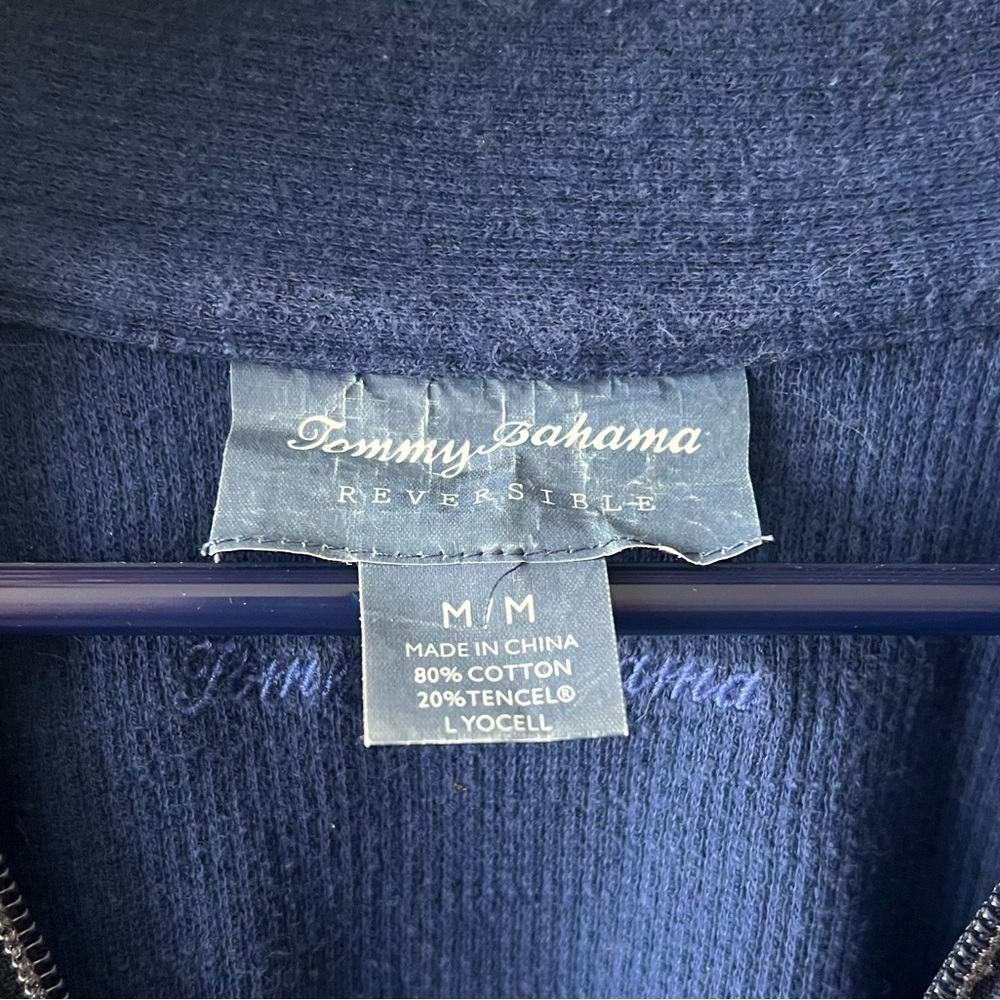 Tommy Bahama
REVERSIBLE
M/M
MADE IN CHINA
80% COTTON
20% TENCEL®
LYOCELL